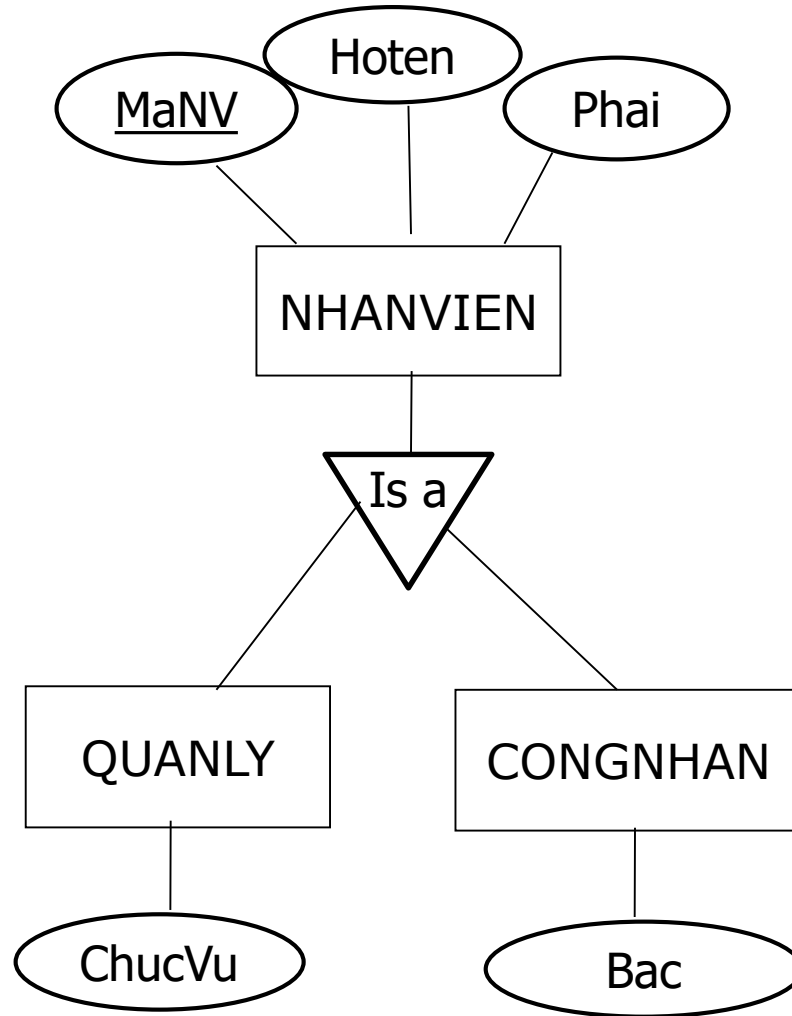 Hoten
MaNV
Phai
NHANVIEN
Is a
QUANLY
CONGNHAN
ChucVu
Bac